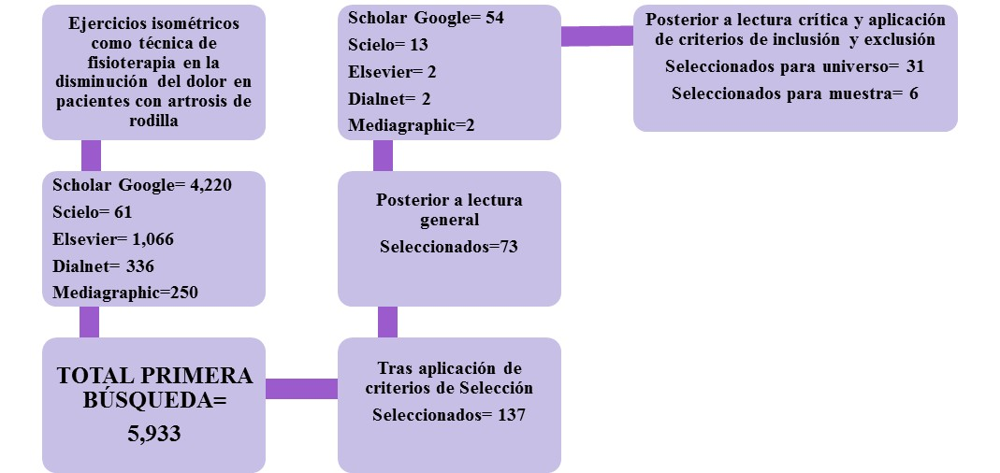 Ejercicios isométricos
como técnica de
fisioterapia en la
disminución del dolor en
pacientes con artrosis de
rodilla
Scholar Google= 4,220
Scielo= 61
Elsevier= 1,066
Dialnet= 336
Mediagraphic=250
TOTAL PRIMERA
BÚSQUEDA=
5,933
Tras aplicación de
criterios de Selección
Seleccionados= 137
Posterior a lectura
general
Seleccionados=73
Scholar Google= 54
Scielo= 13
Elsevier= 2
Dialnet= 2
Mediagraphic=2
Posterior a lectura crítica y aplicación
de criterios de inclusión y exclusión
Seleccionados para universo= 31
Seleccionados para muestra= 6